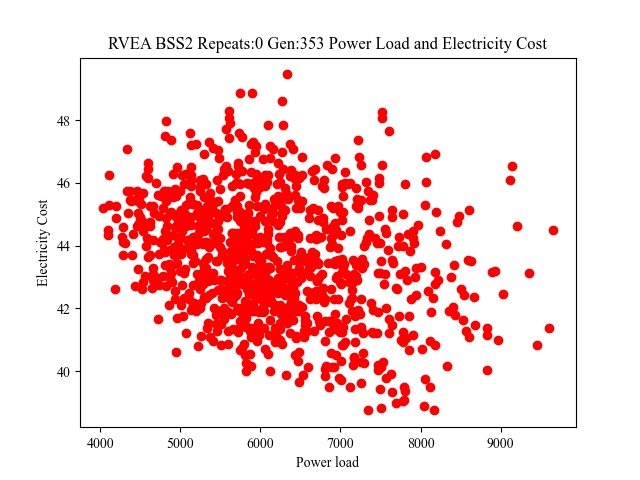 RVEA BSS2 Repeats:0 Gen:353 Power Load and Electricity Cost
Electricity Cost
48
46
44
42
40
4000 5000 6000 7000 8000 9000
Power load